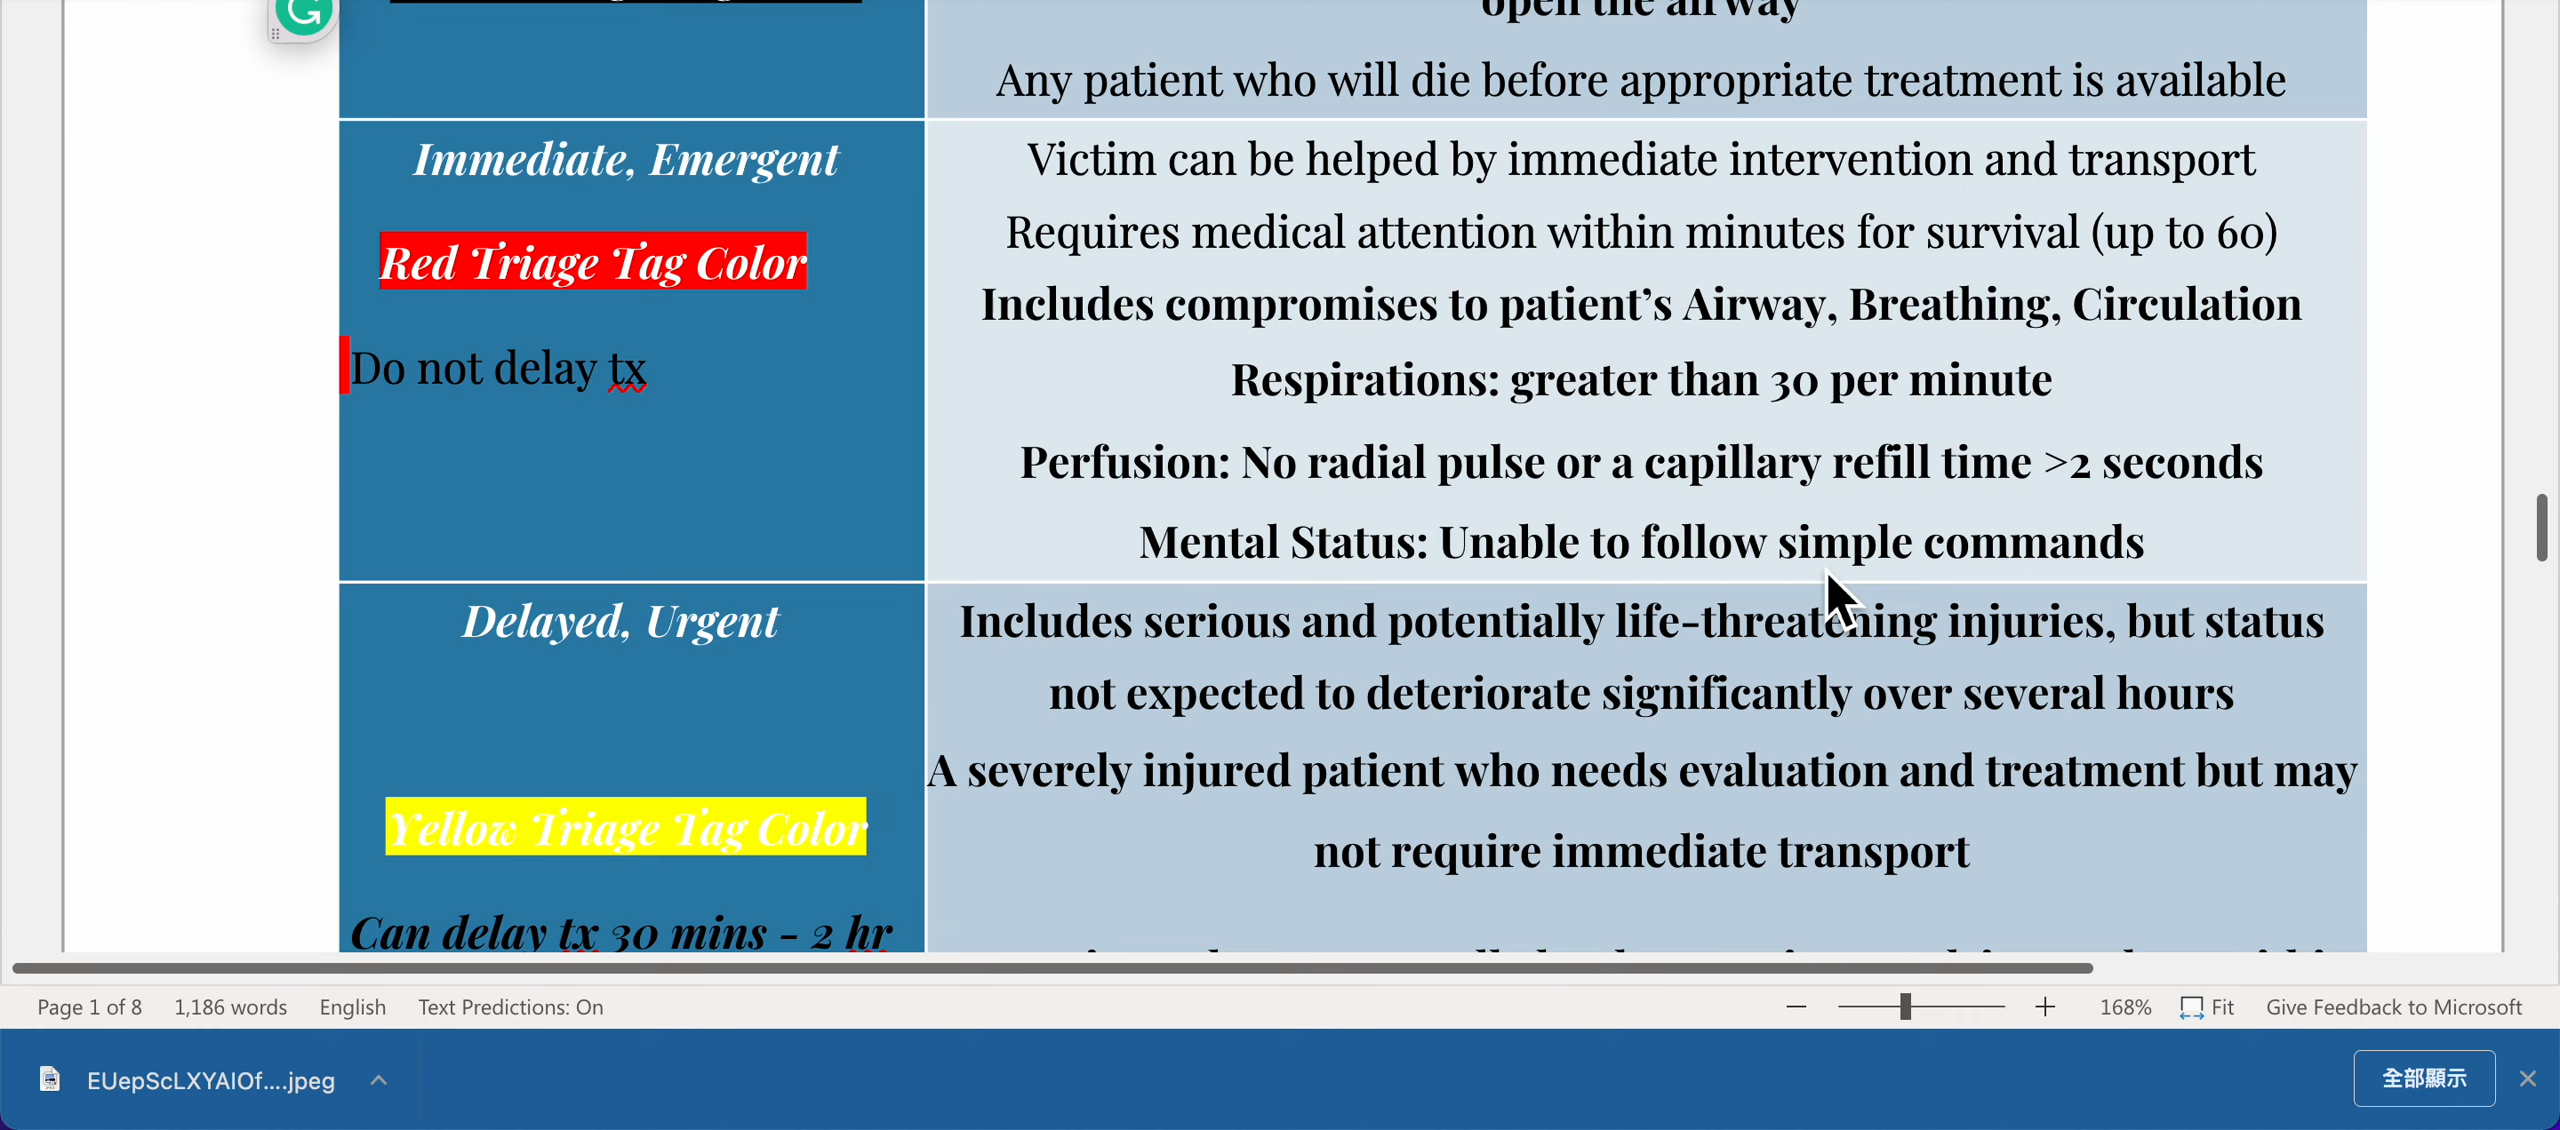 open the airway
Any patient who will die before appropriate treatment is available
Immediate, Emergent
Red Triage Tag Color
Do not delay tx
Victim can be helped by immediate intervention and transport
Requires medical attention within minutes for survival (up to 60)
Includes compromises to patient’s Airway, Breathing, Circulation
Respirations: greater than 30 per minute
Perfusion: No radial pulse or a capillary refill time >2 seconds
Mental Status: Unable to follow simple commands
Delayed, Urgent
Yellow Triage Tag Color
Can delay tx 30 mins - 2 hr
Includes serious and potentially life-threatening injuries, but status
not expected to deteriorate significantly over several hours
A severely injured patient who needs evaluation and treatment but may
not require immediate transport
Page 1 of 8 1,186 words English Text Predictions: On 168% Fit Give Feedback to Microsoft
EUepScLXYAIOf....jpeg 全部顯示